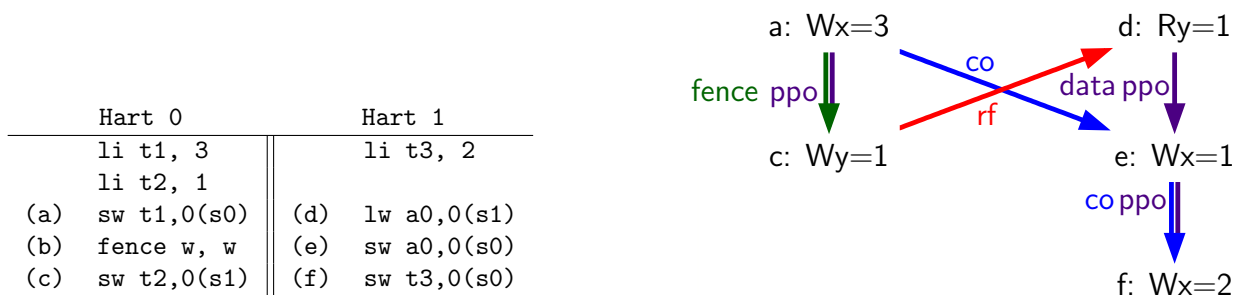 Hart 0 Hart 1
li t1, 3 li t3, 2
li t2, 1
(a) sw t1,0(s0) (d) lw a0,0(s1)
(b) fence w, w (e) sw a0,0(s0)
(c) sw t2,0(s1) (f) sw t3,0(s0)
a: Wx=3 d: Ry=1
co
fence ppo data ppo
rf
c: Wy=1 e: Wx=1
co ppo
f: Wx=2